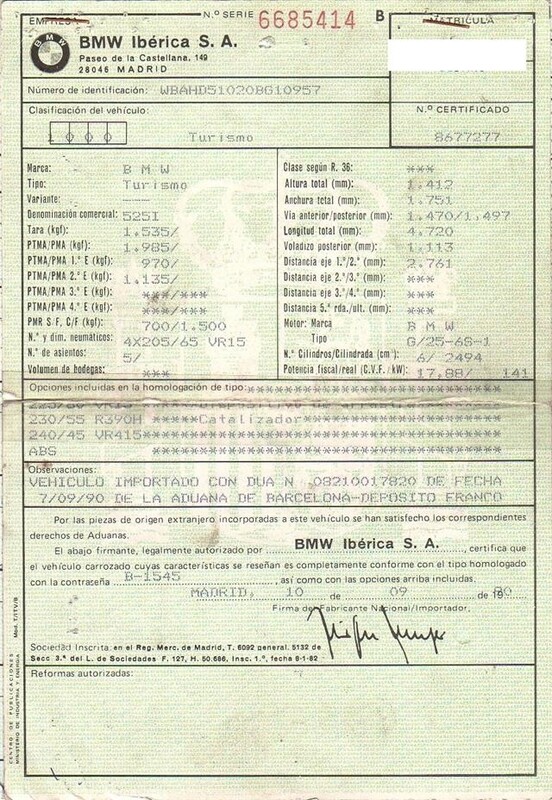 EMPRESA
N.º SERIE 6685414 B
MATRICULA
BMW
BMW Ibérica S. A.
Paseo de la Castellana, 149
28046 MADRID
Número de identificación: WBAHD51020BG10957
Clasificación del vehículo:
1000 Turismo
N.º CERTIFICADO
8677277
Marca: BMW
Tipo: Turismo
Variante: -----
Denominación comercial: 525I
Tara (kgf): 1.535/
PTMA/PMA (kgf): 1.985/
PTMA/PMA 1.º E (kgf): 970/
PTMA/PMA 2.º E (kgf): 1.135/
PTMA/PMA 3.º E (kgf): ***/***
PTMA/PMA 4.º E (kgf): ***/***
PMR S/F, C/F (kgf): 700/1.500
N.º y dim. neumáticos: 4X205/65 VR15
N.º de asientos: 5/
Volumen de bodegas: ***
Clase según R. 36: ***
Altura total (mm): 1.412
Anchura total (mm): 1.751
Via anterior/posterior (mm): 1.470/1.497
Longitud total (mm): 4.720
Voladizo posterior (mm): 1.113
Distancia eje 1.º/2.º (mm): 2.761
Distancia eje 2.º/3.º (mm): ***
Distancia eje 3.º/4.º (mm): ***
Distancia 5.ª rda./ult. (mm): ***
Motor: Marca BMW
Tipo G/25-6S-1
N.º Cilindros/Cilindrada (cm³): 6/ 2494
Potencia fiscal/real (C.V.F. / kW): 17,88/ 141
Opciones incluidas en la homologación de tipo:
230/55 R390H Catalizador
240/45 VR415
ABS
Observaciones:
VEHICULO IMPORTADO CON DUA N. 08210017820 DE FECHA
7/09/90 DE LA ADUANA DE BARCELONA-DEPOSITO FRANCO
Por las piezas de origen extranjero incorporadas a este vehículo se han satisfecho los correspondientes
derechos de Aduanas.
El abajo firmante, legalmente autorizado por BMW Ibérica S. A., certifica que
el vehículo carrozado cuyas características se reseñan es completamente conforme con el tipo homologado
con la contraseña B-1545, así como con las opciones arriba incluidas.
MADRID, 10 de 09 de 19
Firma del Fabricante Nacional/Importador,
Sociedad Inscrita en el Reg. Merc. de Madrid, T. 6092 general. 5132 de
Secc 3.ª del L. de Sociedades F. 127, H. 50.686, Insc. 1.ª, fecha 8-1-82
Reformas autorizadas:
Mod. T/ITV/B
CENTRO DE PUBLICACIONES
MINISTERIO DE INDUSTRIA Y ENERGIA